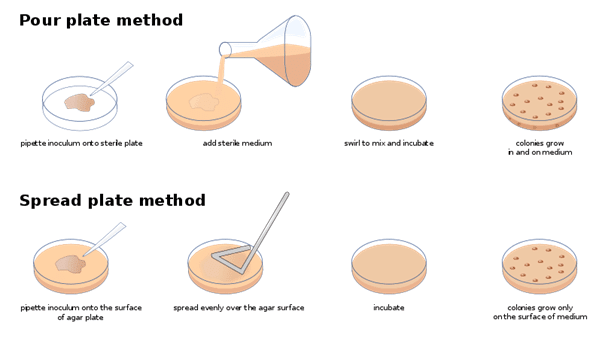 Pour plate method
pipette inoculum onto sterile plate
add sterile medium
swirl to mix and incubate
colonies grow
in and on medium
Spread plate method
pipette inoculum onto the surface
of agar plate
spread evenly over the agar surface
incubate
colonies grow only
on the surface of medium